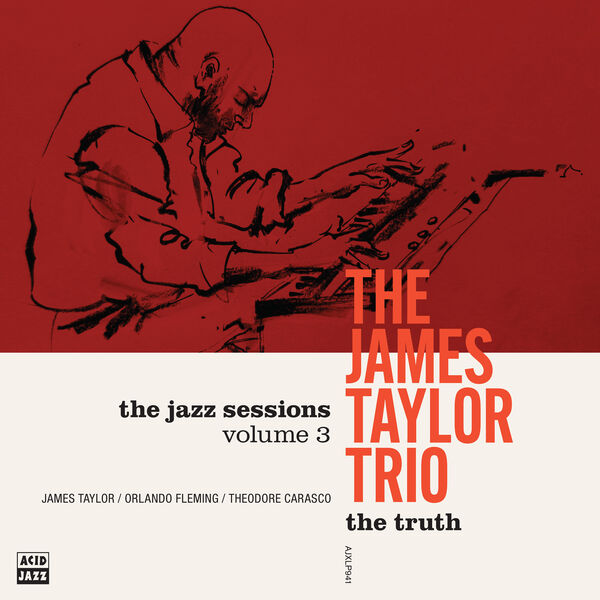 THE
JAMES
TAYLOR
TRIO
the truth
the jazz sessions
volume 3
JAMES TAYLOR / ORLANDO FLEMING / THEODORE CARASCO
AJXLP941
ACID
JAZZ